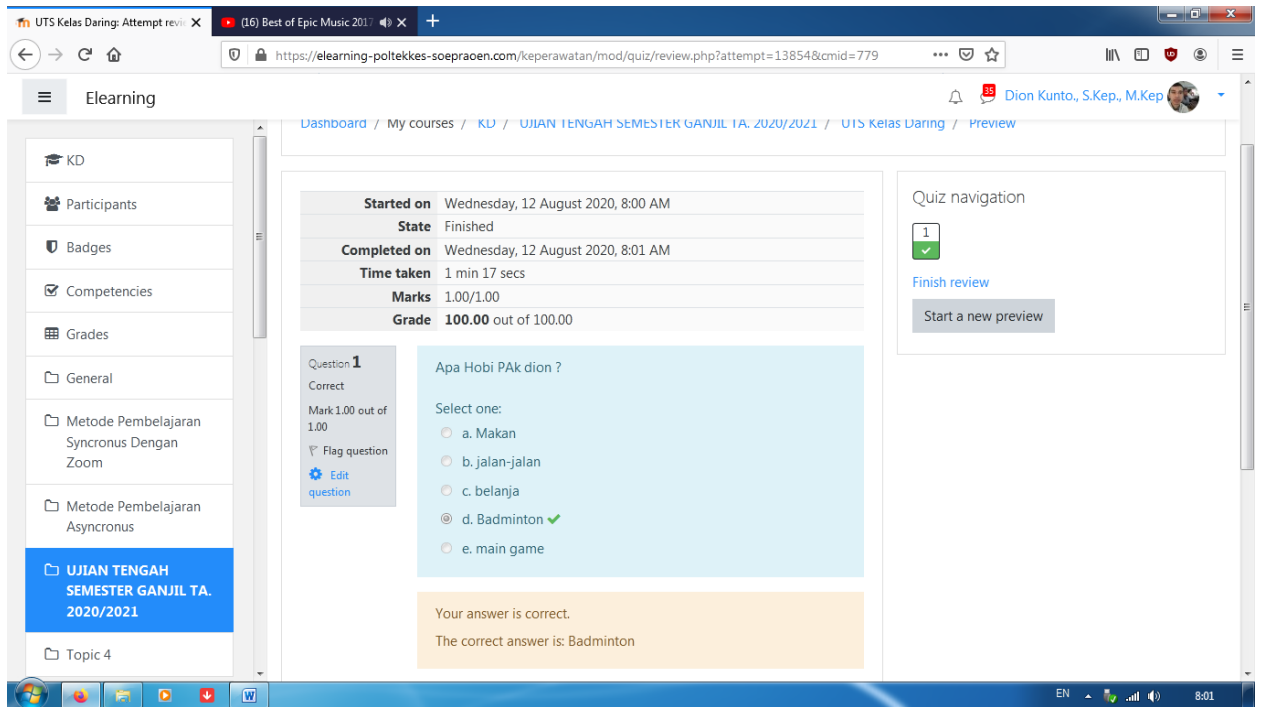 UTS Kelas Daring: Attempt revie
(16) Best of Epic Music 2017
https://elearning-poltekkes-soepraoen.com/keperawatan/mod/quiz/review.php?attempt=13854&cmid=779
Elearning
35
Dion Kunto., S.Kep., M.Kep
Dashboard / My courses / KD / UJIAN TENGAH SEMESTER GANJIL TA. 2020/2021 / UTS Kelas Daring / Preview
KD
Participants
Badges
Competencies
Grades
General
Metode Pembelajaran
Syncronus Dengan
Zoom
Metode Pembelajaran
Asyncronus
UJIAN TENGAH
SEMESTER GANJIL TA.
2020/2021
Topic 4
Started on Wednesday, 12 August 2020, 8:00 AM
State Finished
Completed on Wednesday, 12 August 2020, 8:01 AM
Time taken 1 min 17 secs
Marks 1.00/1.00
Grade 100.00 out of 100.00
Question 1
Correct
Mark 1.00 out of
1.00
Flag question
Edit
question
Apa Hobi PAk dion ?
Select one:
a. Makan
b. jalan-jalan
c. belanja
d. Badminton
e. main game
Your answer is correct.
The correct answer is: Badminton
Quiz navigation
1
Finish review
Start a new preview
EN
8:01